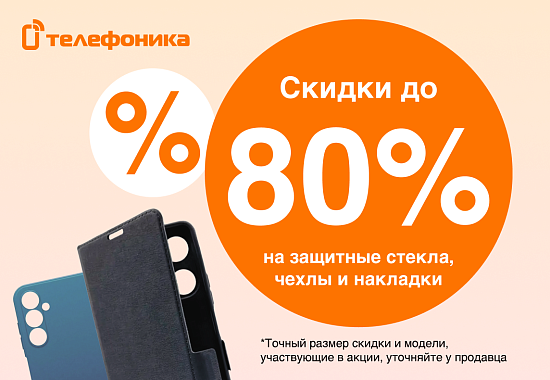 телефоника
%
Скидки до
80%
на защитные стекла,
чехлы и накладки
*Точный размер скидки и модели,
участвующие в акции, уточняйте у продавца